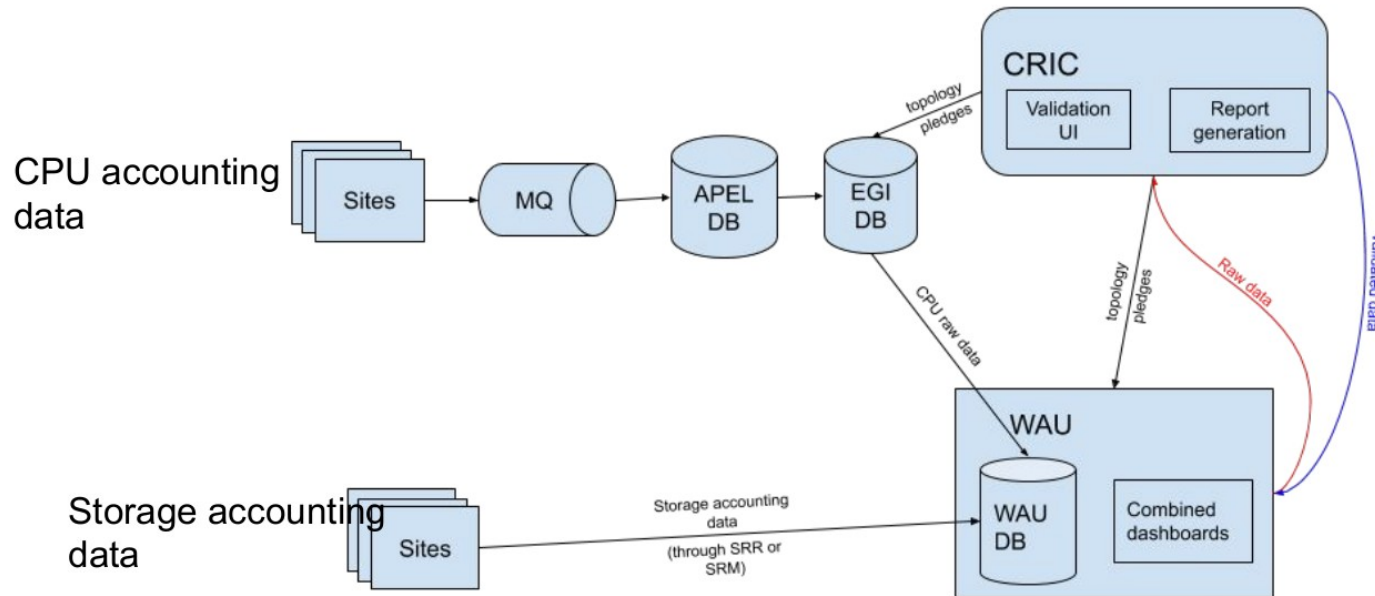 CRIC
Validation
UI
Report
generation
topology
pledges
CPU accounting
data
Sites
MQ
APEL
DB
EGI
DB
CPU raw data
topology
pledges
Raw data
WAU
WAU
DB
Combined
dashboards
Storage accounting
data
Sites
Storage accounting
data
(through SRR or
SRM)